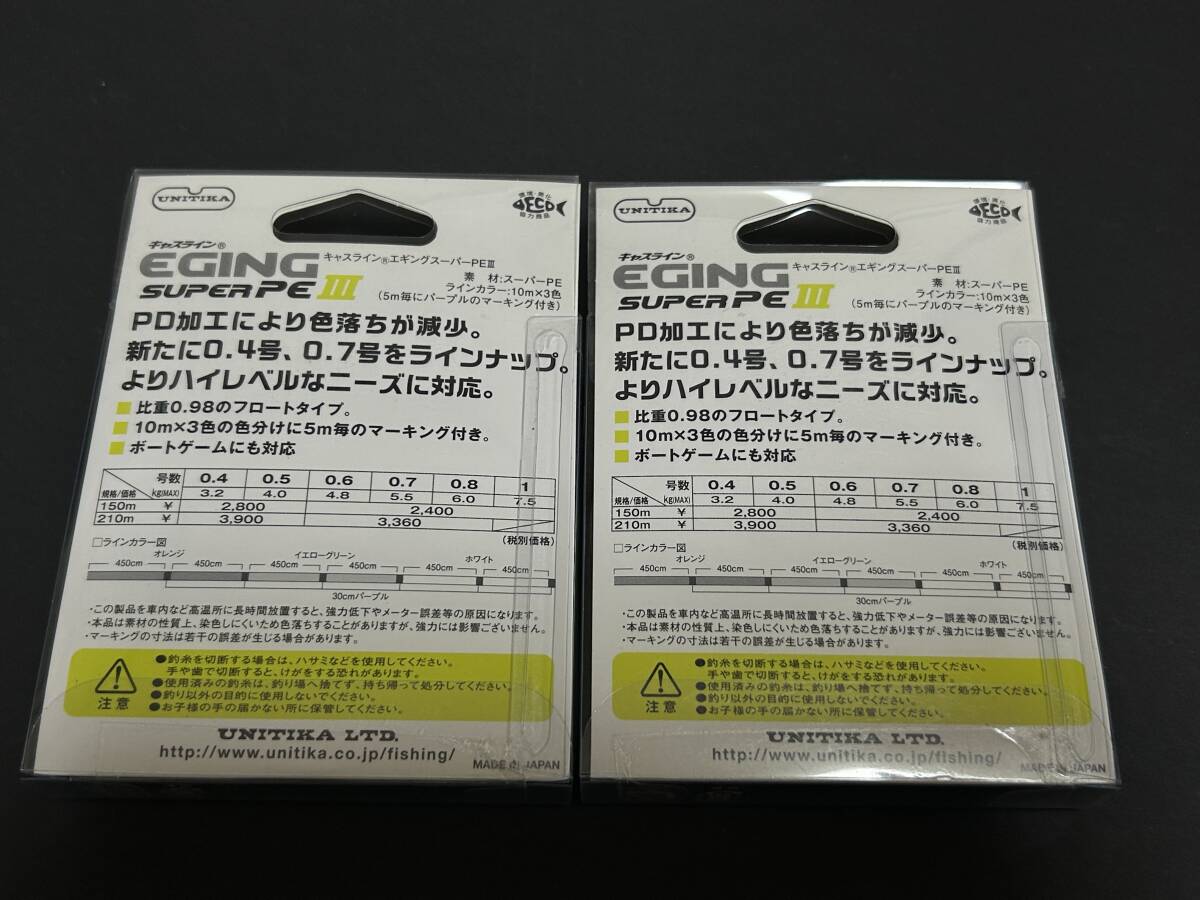 UNITIKA
環境・美化
ECO
協力商品
キャスライン®
EGING
SUPER PE III
キャスライン®エギングスーパーPEⅢ
素 材:スーパーPE
ラインカラー:10m×3色
(5m毎にパープルのマーキング付き)
PD加工により色落ちが減少。
新たに0.4号、0.7号をラインナップ。
よりハイレベルなニーズに対応。
比重0.98のフロートタイプ。
10m×3色の色分けに5m毎のマーキング付き。
ボートゲームにも対応
号数 0.4 0.5 0.6 0.7 0.8 1
規格/価格 kg(MAX) 3.2 4.0 4.8 5.5 6.0 7.5
150m ¥ 2,800 2,400
210m ¥ 3,900 3,360
(税別価格)
□ラインカラー図
オレンジ イエローグリーン ホワイト
450cm 450cm 450cm 450cm 450cm 450cm
30cmパープル
・この製品を車内など高温所に長時間放置すると、強力低下やメーター誤差等の原因になります。
・本品は素材の性質上、染色しにくいため色落ちすることがありますが、強力には影響ございません。
・マーキングの寸法は若干の誤差が生じる場合があります。
注意
●釣糸を切断する場合は、ハサミなどを使用してください。
手や歯で切断すると、けがをする恐れがあります。
●使用済みの釣糸は、釣り場へ捨てず、持ち帰って処分してください。
●釣り以外の目的に使用しないでください。
●お子様の手の届かない所に保管してください。
UNITIKA LTD.
http://www.unitika.co.jp/fishing/
MADE IN JAPAN
UNITIKA
環境・美化
ECO
協力商品
キャスライン®
EGING
SUPER PE III
キャスライン®エギングスーパーPEⅢ
素 材:スーパーPE
ラインカラー:10m×3色
(5m毎にパープルのマーキング付き)
PD加工により色落ちが減少。
新たに0.4号、0.7号をラインナップ。
よりハイレベルなニーズに対応。
比重0.98のフロートタイプ。
10m×3色の色分けに5m毎のマーキング付き。
ボートゲームにも対応
号数 0.4 0.5 0.6 0.7 0.8 1
規格/価格 kg(MAX) 3.2 4.0 4.8 5.5 6.0 7.5
150m ¥ 2,800 2,400
210m ¥ 3,900 3,360
(税別価格)
□ラインカラー図
オレンジ イエローグリーン ホワイト
450cm 450cm 450cm 450cm 450cm 450cm
30cmパープル
・この製品を車内など高温所に長時間放置すると、強力低下やメーター誤差等の原因になります。
・本品は素材の性質上、染色しにくいため色落ちすることがありますが、強力には影響ございません。
・マーキングの寸法は若干の誤差が生じる場合があります。
注意
●釣糸を切断する場合は、ハサミなどを使用してください。
手や歯で切断すると、けがをする恐れがあります。
●使用済みの釣糸は、釣り場へ捨てず、持ち帰って処分してください。
●釣り以外の目的に使用しないでください。
●お子様の手の届かない所に保管してください。
UNITIKA LTD.
http://www.unitika.co.jp/fishing/
MADE IN JAPAN